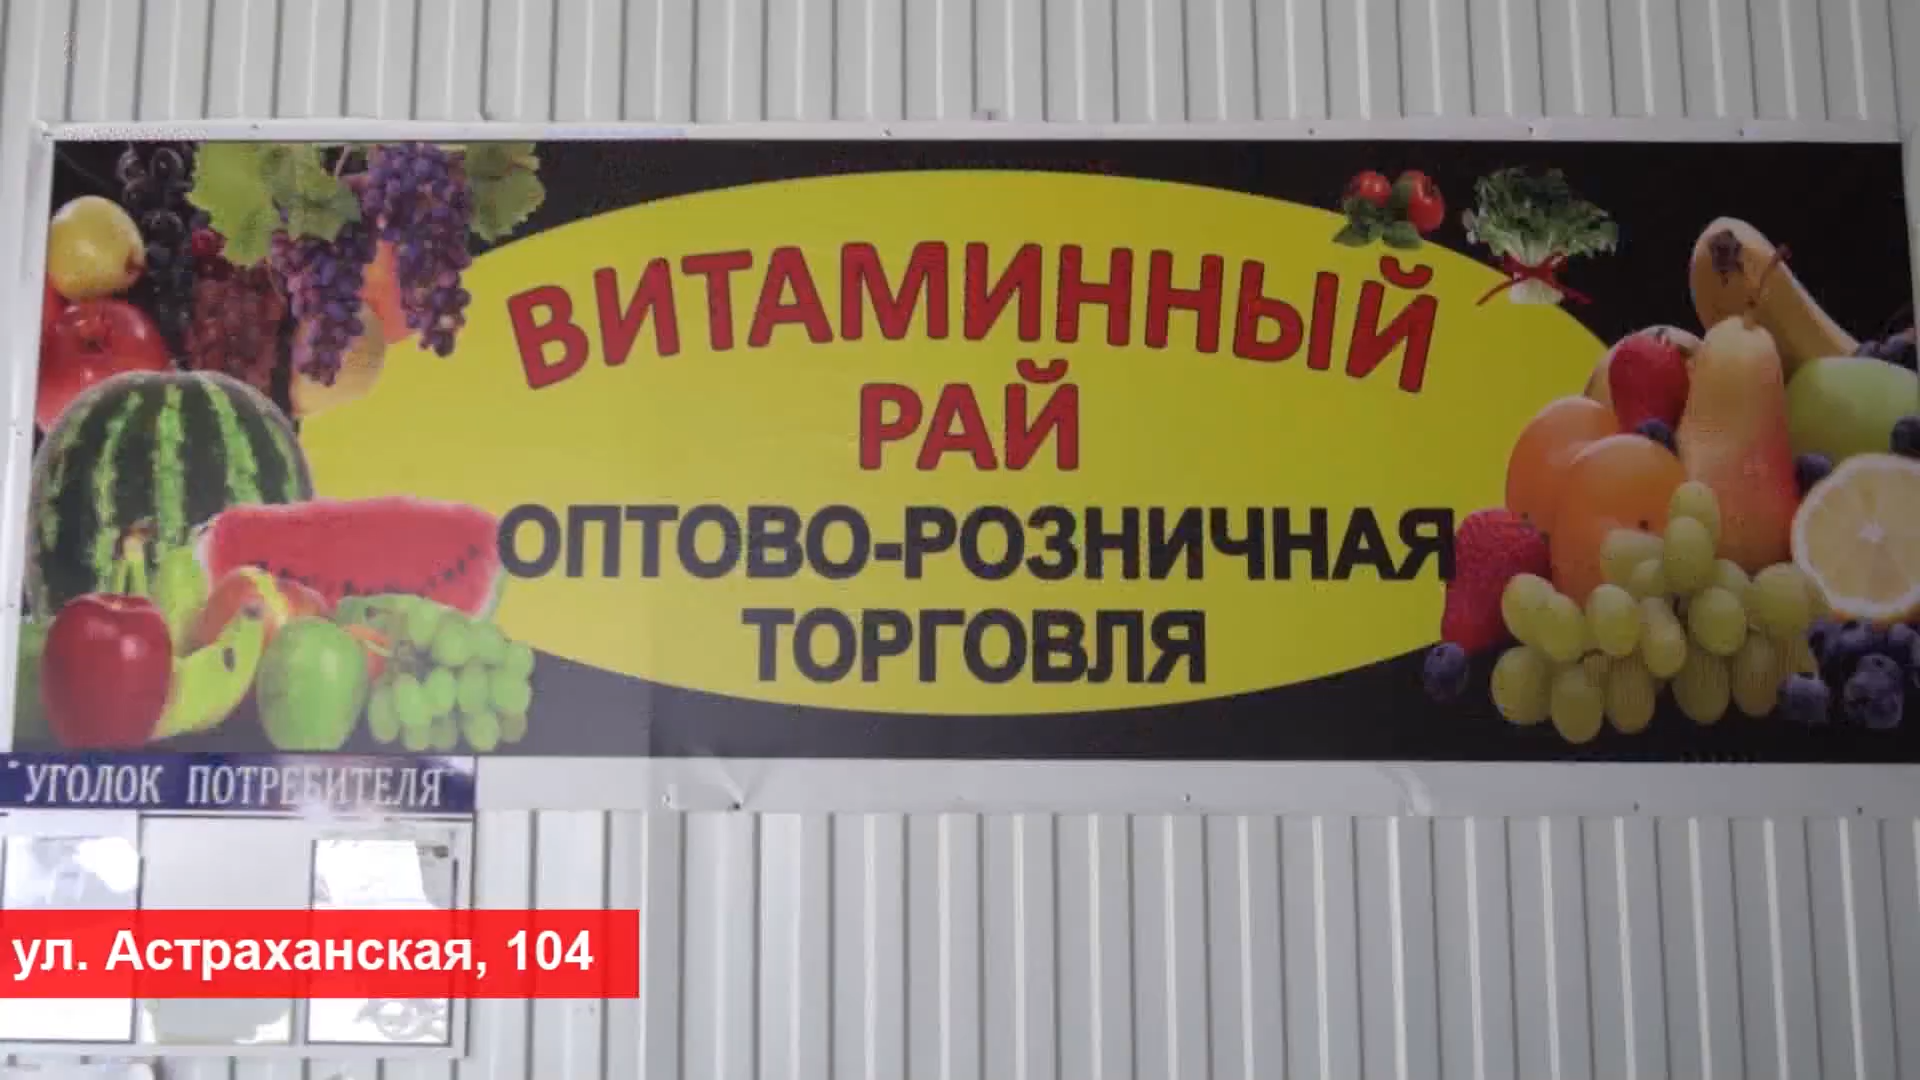 ВИТАМИННЫЙ
РАЙ
ОПТОВО-РОЗНИЧНАЯ
ТОРГОВЛЯ
"УГОЛОК ПОТРЕБИТЕЛЯ"
ул. Астраханская, 104